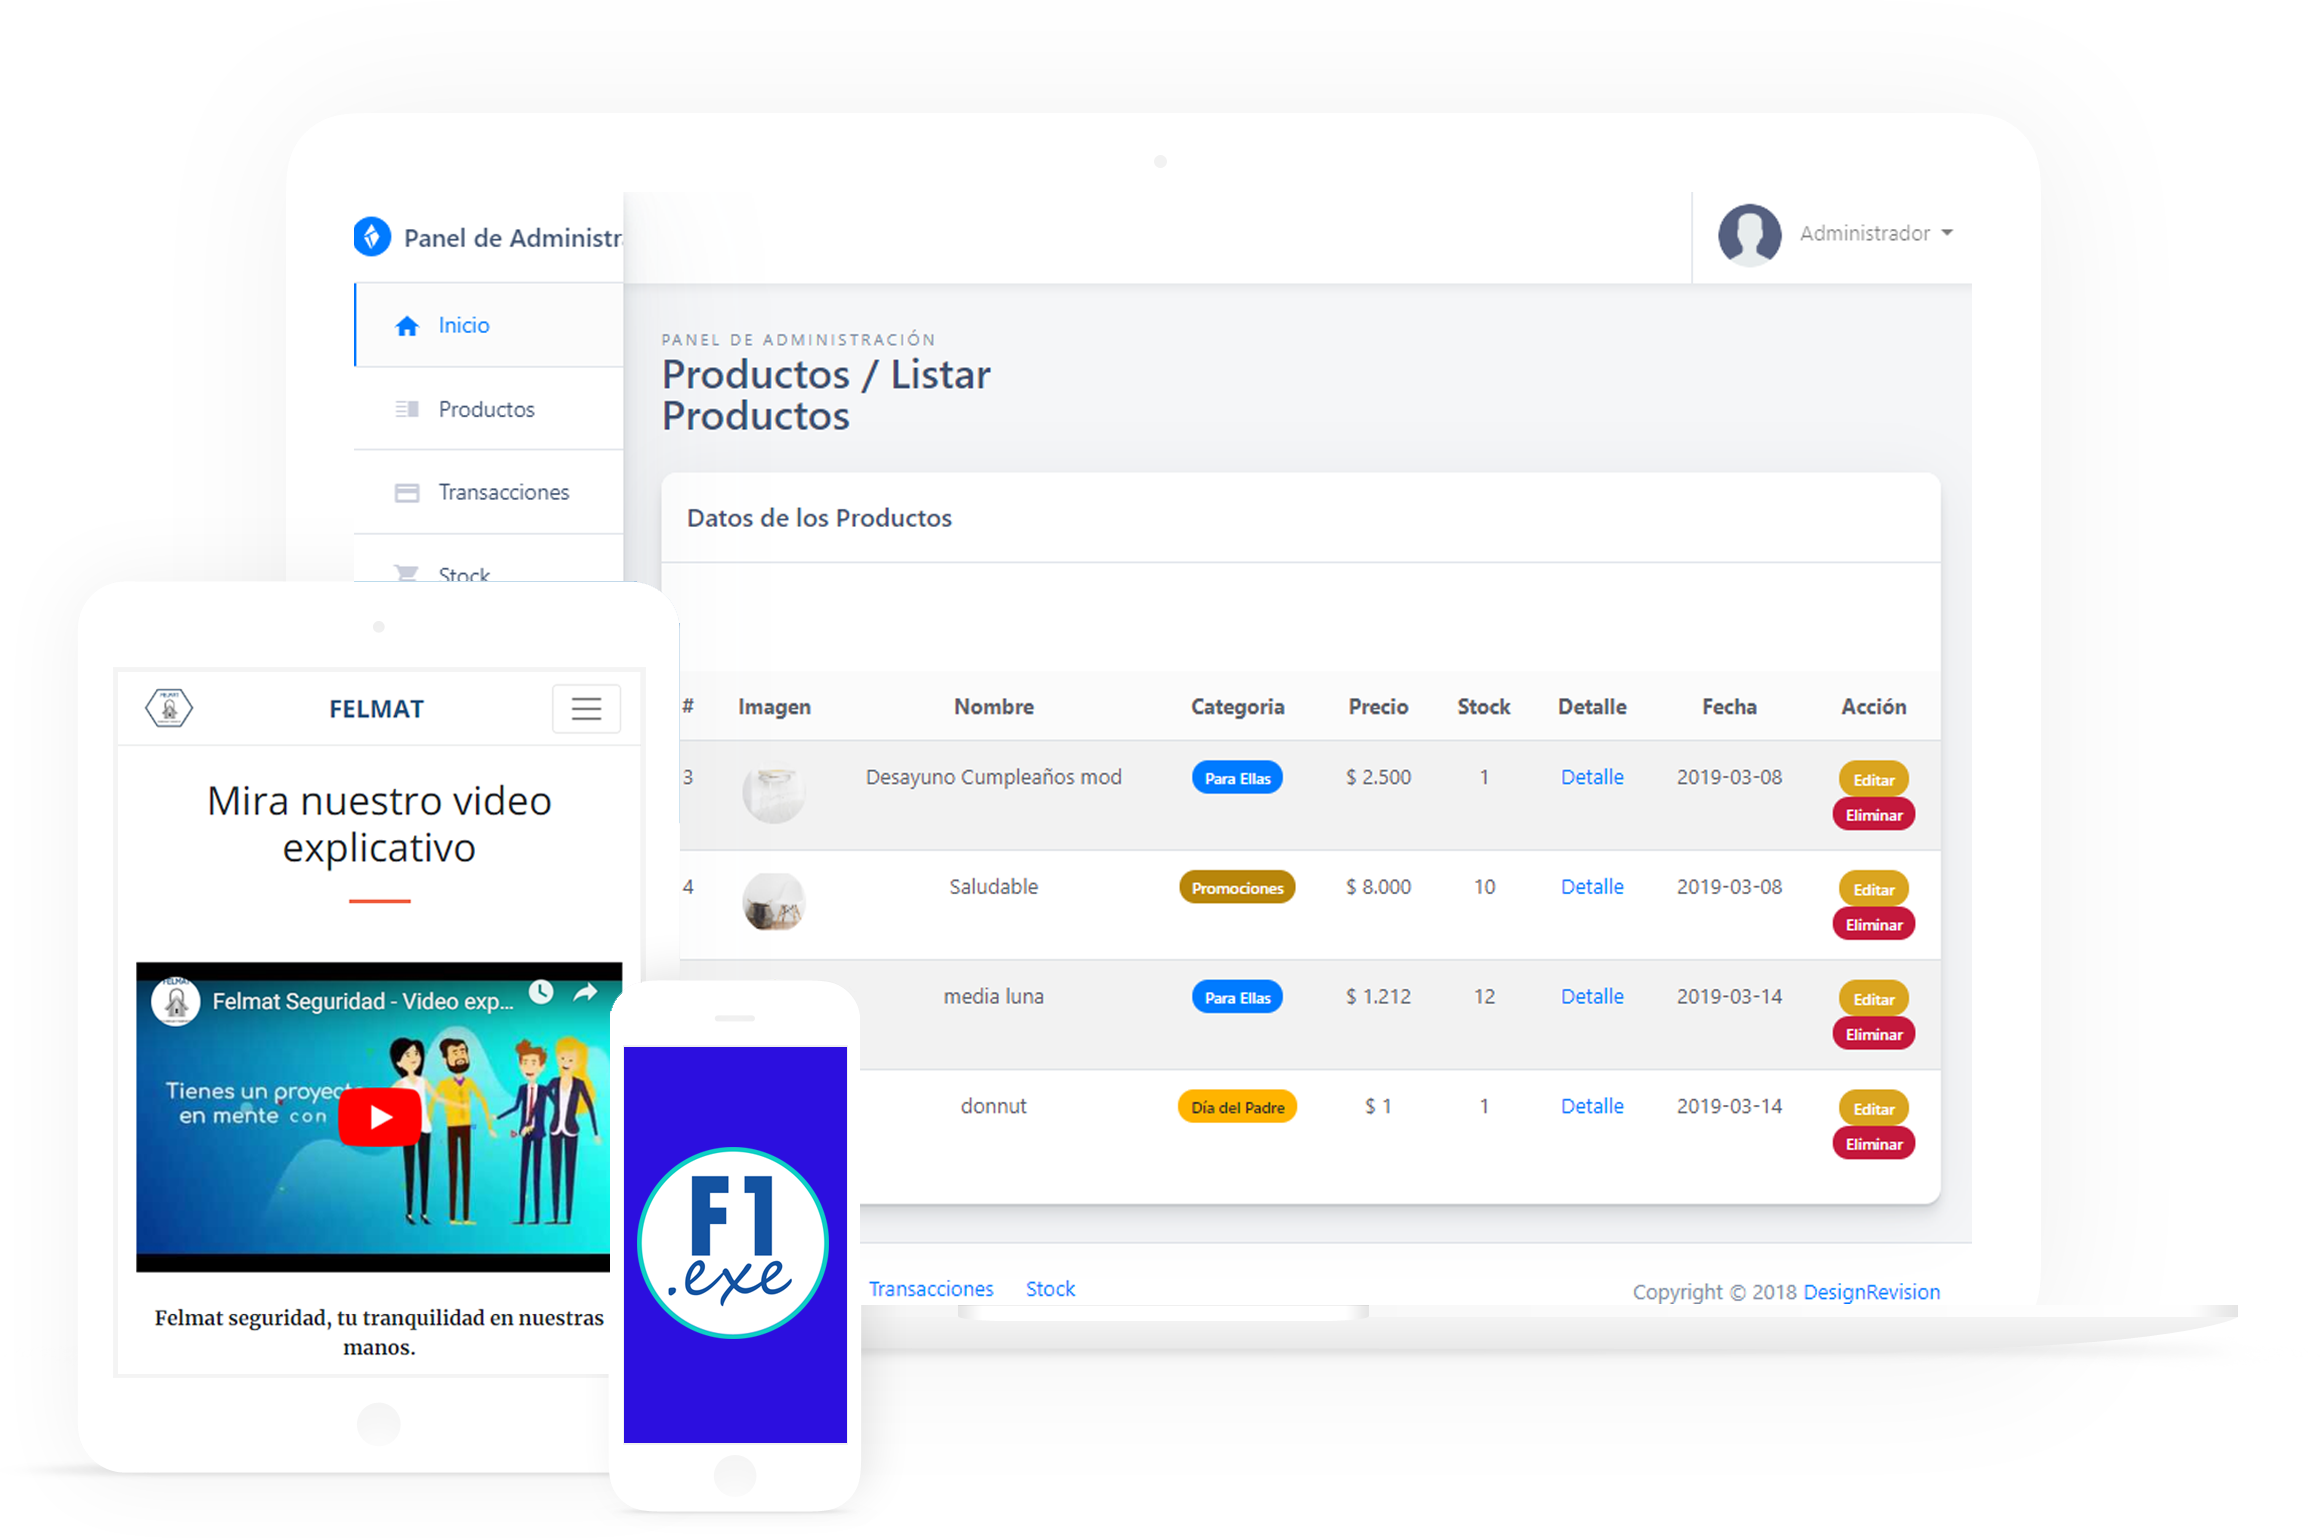 Panel de Administr
Administrador
Inicio
Productos
Transacciones
Stock
PANEL DE ADMINISTRACIÓN
Productos / Listar
Productos
Datos de los Productos
# Imagen Nombre Categoria Precio Stock Detalle Fecha Acción
3 Desayuno Cumpleaños mod Para Ellas $ 2.500 1 Detalle 2019-03-08 Editar
Eliminar
4 Saludable Promociones $ 8.000 10 Detalle 2019-03-08 Editar
Eliminar
media luna Para Ellas $ 1.212 12 Detalle 2019-03-14 Editar
Eliminar
donnut Día del Padre $ 1 1 Detalle 2019-03-14 Editar
Eliminar
Transacciones Stock Copyright © 2018 DesignRevision
FELMAT
Mira nuestro video
explicativo
FELMAT
Felmat Seguridad - Video exp...
Tienes un proyect
en mente con
Felmat seguridad, tu tranquilidad en nuestras
manos.
F1
.exe